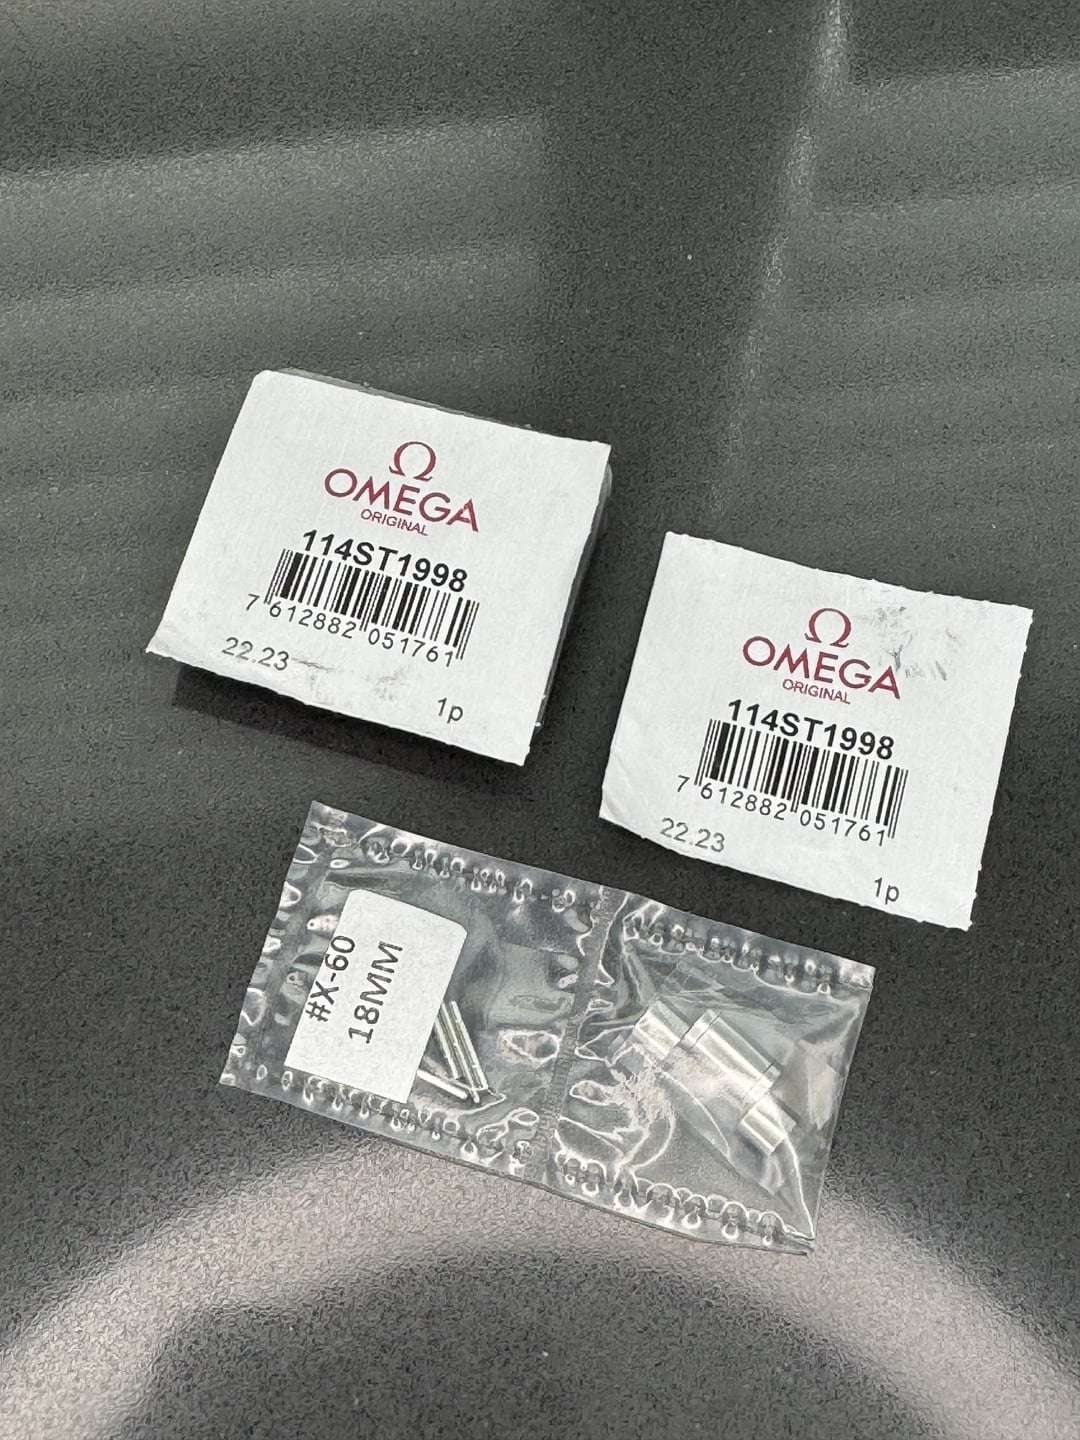 Ω
OMEGA
ORIGINAL
114ST1998
7 612882 051761
22.23
1p
Ω
OMEGA
ORIGINAL
114ST1998
7 612882 051761
22.23
1p
#X-60
18MM